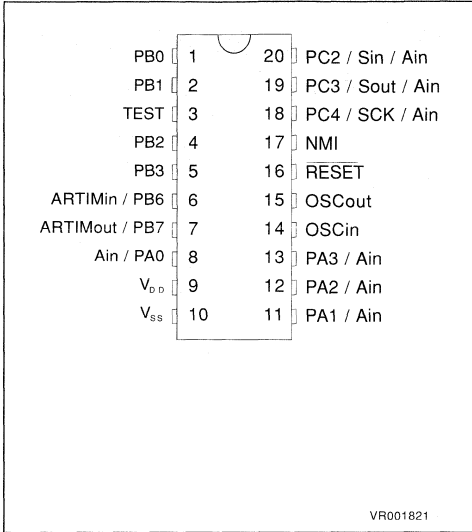 PB0 1 20 PC2 / Sin / Ain
PB1 2 19 PC3 / Sout / Ain
TEST 3 18 PC4 / SCK / Ain
PB2 4 17 NMI
PB3 5 16 RESET
ARTIMin / PB6 6 15 OSCout
ARTIMout / PB7 7 14 OSCin
Ain / PA0 8 13 PA3 / Ain
VDD 9 12 PA2 / Ain
VSS 10 11 PA1 / Ain
VR001821